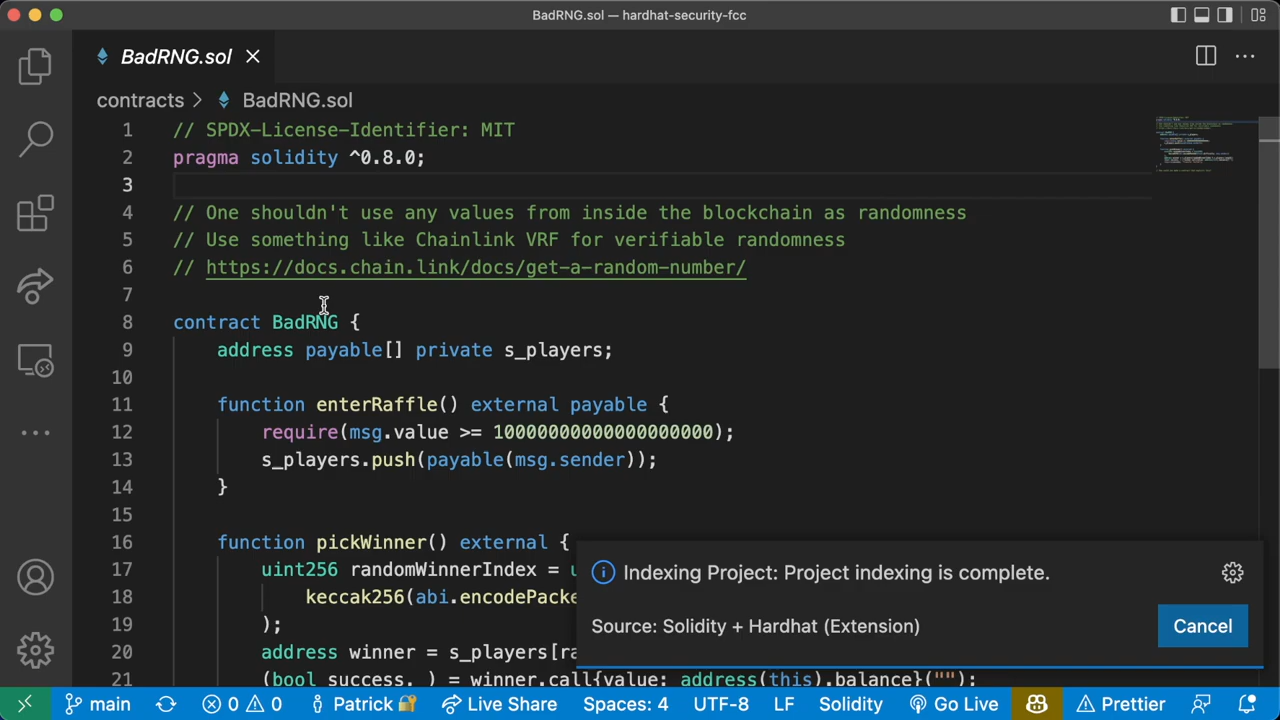 BadRNG.sol — hardhat-security-fcc
BadRNG.sol
contracts > BadRNG.sol
1 // SPDX-License-Identifier: MIT
2 pragma solidity ^0.8.0;
3
4 // One shouldn't use any values from inside the blockchain as randomness
5 // Use something like Chainlink VRF for verifiable randomness
6 // https://docs.chain.link/docs/get-a-random-number/
7
8 contract BadRNG {
9 address payable[] private s_players;
10
11 function enterRaffle() external payable {
12 require(msg.value >= 10000000000000000000);
13 s_players.push(payable(msg.sender));
14 }
15
16 function pickWinner() external {
17 uint256 randomWinnerIndex = u
18 keccak256(abi.encodePacke
19 );
20 address winner = s_players[ra
21 (bool success, ) = winner.call{value: address(this).balance}("");
Indexing Project: Project indexing is complete.
Source: Solidity + Hardhat (Extension)
Cancel
main 0 0 Patrick Live Share Spaces: 4 UTF-8 LF Solidity Go Live Prettier